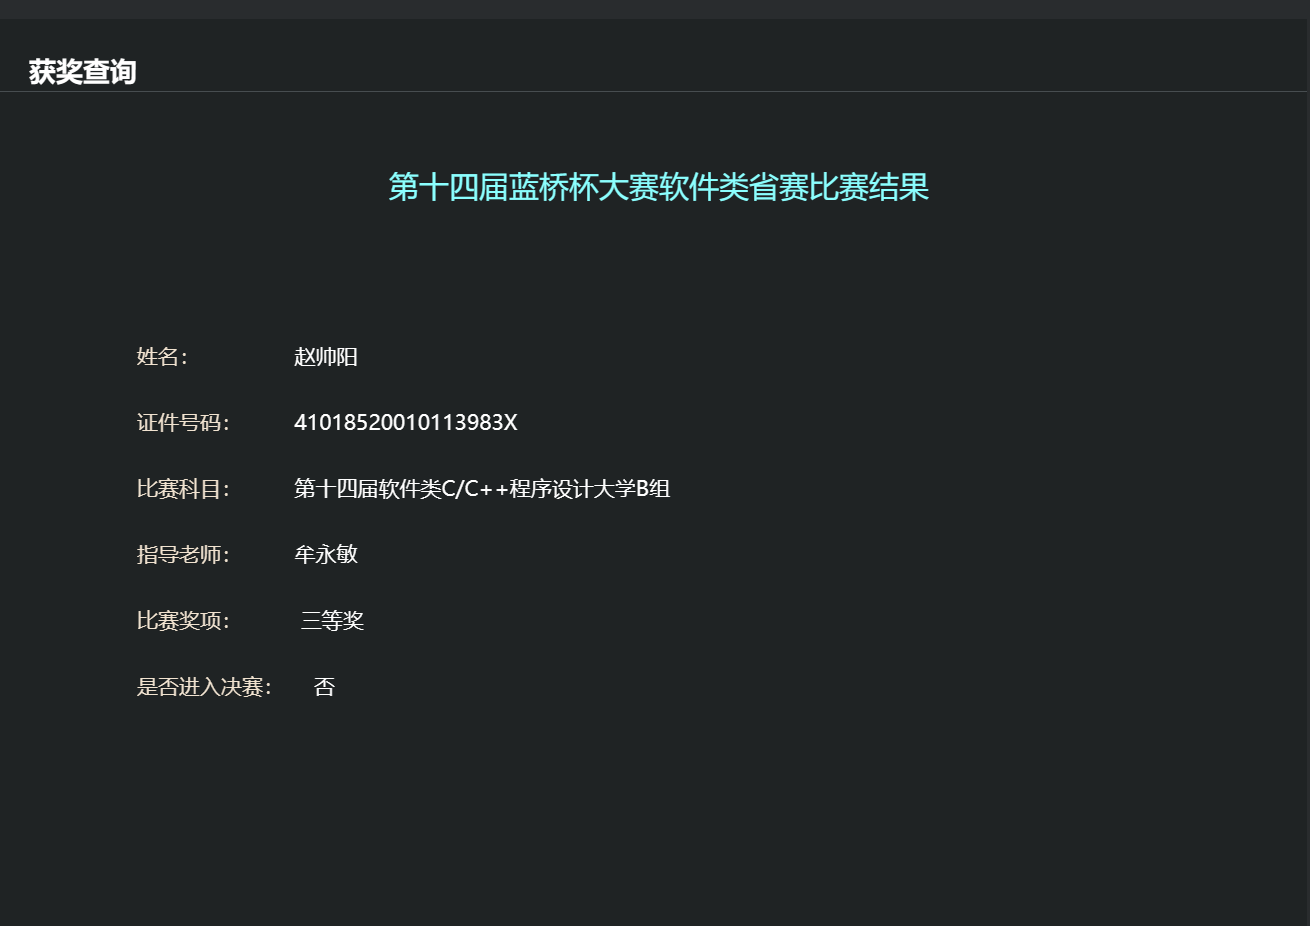 获奖查询
第十四届蓝桥杯大赛软件类省赛比赛结果
姓名: 赵帅阳
证件号码: 41018520010113983X
比赛科目: 第十四届软件类C/C++程序设计大学B组
指导老师: 牟永敏
比赛奖项: 三等奖
是否进入决赛: 否